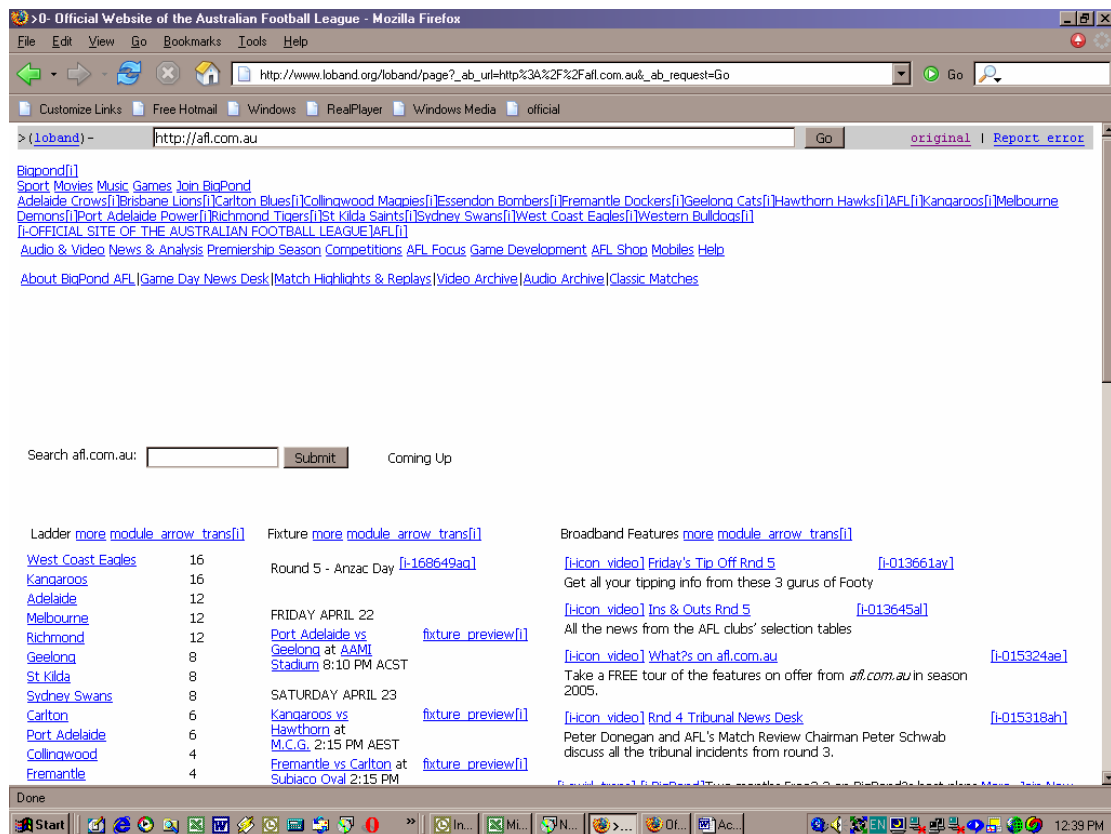 >0- Official Website of the Australian Football League - Mozilla Firefox
File Edit View Go Bookmarks Tools Help
http://www.loband.org/loband/page?_ab_url=http%3A%2F%2Fafl.com.au&_ab_request=Go Go
Customize Links Free Hotmail Windows RealPlayer Windows Media official
>(loband)- http://afl.com.au Go original | Report error
Bigpond[i]
Sport Movies Music Games Join BigPond
Adelaide Crows[i]Brisbane Lions[i]Carlton Blues[i]Collingwood Magpies[i]Essendon Bombers[i]Fremantle Dockers[i]Geelong Cats[i]Hawthorn Hawks[i]AFL[i]Kangaroos[i]Melbourne
Demons[i]Port Adelaide Power[i]Richmond Tigers[i]St Kilda Saints[i]Sydney Swans[i]West Coast Eagles[i]Western Bulldogs[i]
[i-OFFICIAL SITE OF THE AUSTRALIAN FOOTBALL LEAGUE]AFL[i]
Audio & Video News & Analysis Premiership Season Competitions AFL Focus Game Development AFL Shop Mobiles Help
About BigPond AFL|Game Day News Desk|Match Highlights & Replays|Video Archive|Audio Archive|Classic Matches
Search afl.com.au: Submit Coming Up
Ladder more module_arrow_trans[i]
West Coast Eagles 16
Kangaroos 16
Adelaide 12
Melbourne 12
Richmond 12
Geelong 8
St Kilda 8
Sydney Swans 8
Carlton 6
Port Adelaide 6
Collingwood 4
Fremantle 4
Fixture more module_arrow_trans[i]
Round 5 - Anzac Day [i-168649aq]
FRIDAY APRIL 22
Port Adelaide vs fixture_preview[i]
Geelong at AAMI
Stadium 8:10 PM ACST
SATURDAY APRIL 23
Kangaroos vs fixture_preview[i]
Hawthorn at
M.C.G. 2:15 PM AEST
Fremantle vs Carlton at fixture_preview[i]
Subiaco Oval 2:15 PM
Broadband Features more module_arrow_trans[i]
[i-icon_video] Friday's Tip Off Rnd 5 [i-013661ay]
Get all your tipping info from these 3 gurus of Footy
[i-icon_video] Ins & Outs Rnd 5 [i-013645al]
All the news from the AFL clubs' selection tables
[i-icon_video] What?s on afl.com.au [i-015324ae]
Take a FREE tour of the features on offer from afl.com.au in season
2005.
[i-icon_video] Rnd 4 Tribunal News Desk [i-015318ah]
Peter Donegan and AFL's Match Review Chairman Peter Schwab
discuss all the tribunal incidents from round 3.
Done
Start » In... Mi... N... >... Of... Ac... EN 12:39 PM